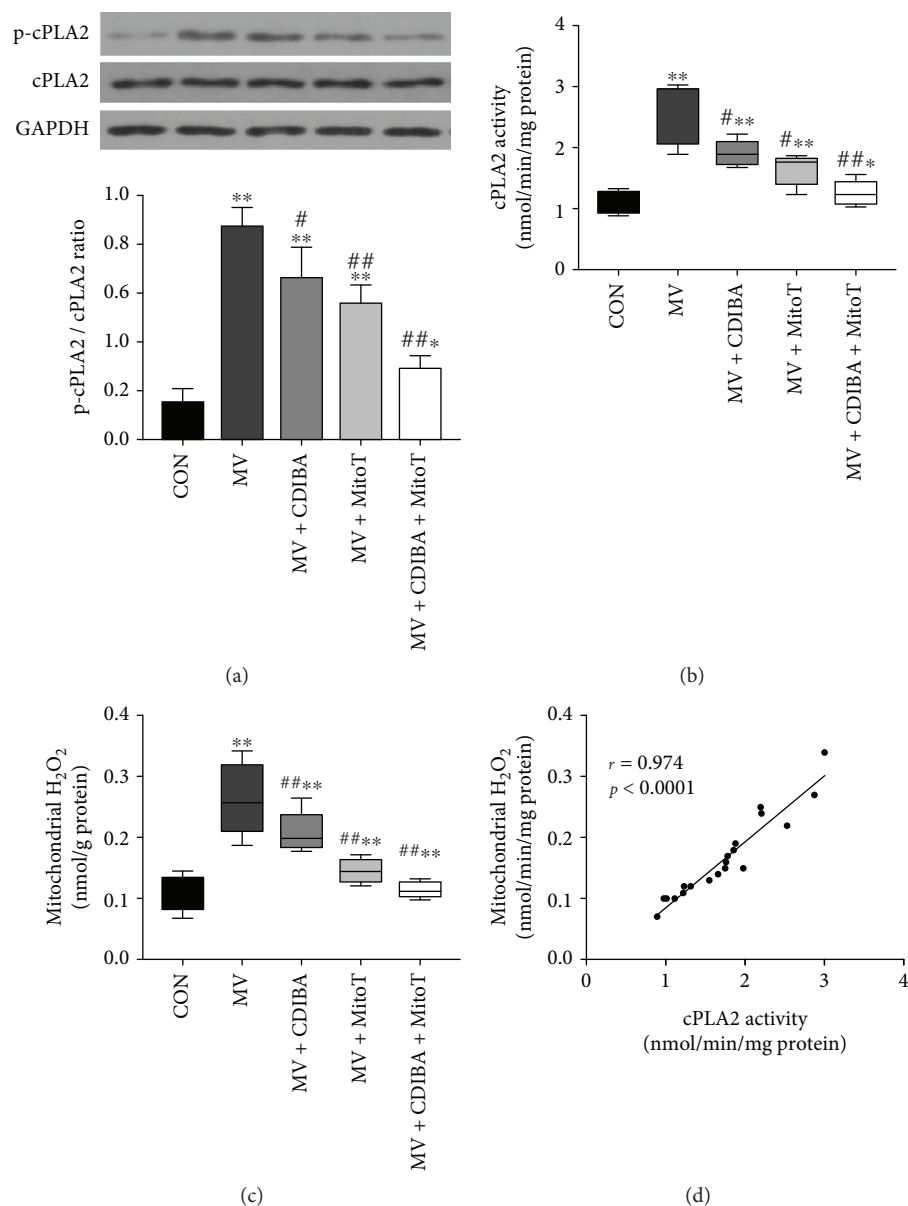 p-cPLA2
cPLA2
GAPDH
p-cPLA2 / cPLA2 ratio
1.0
0.8
0.6
1.0
0.2
0.0
**
#
**
##
**
##*
CON
MV
MV + CDIBA
MV + MitoT
MV + CDIBA + MitoT
(a)
cPLA2 activity
(nmol/min/mg protein)
4
3
2
1
0
**
#**
#**
##*
CON
MV
MV + CDIBA
MV + MitoT
MV + CDIBA + MitoT
(b)
Mitochondrial H₂O₂
(nmol/g protein)
0.4
0.3
0.2
0.1
0.0
**
##**
##**
##**
CON
MV
MV + CDIBA
MV + MitoT
MV + CDIBA + MitoT
(c)
Mitochondrial H₂O₂
(nmol/min/mg protein)
0.4
0.3
0.2
0.1
0.0
r = 0.974
p < 0.0001
0 1 2 3 4
cPLA2 activity
(nmol/min/mg protein)
(d)